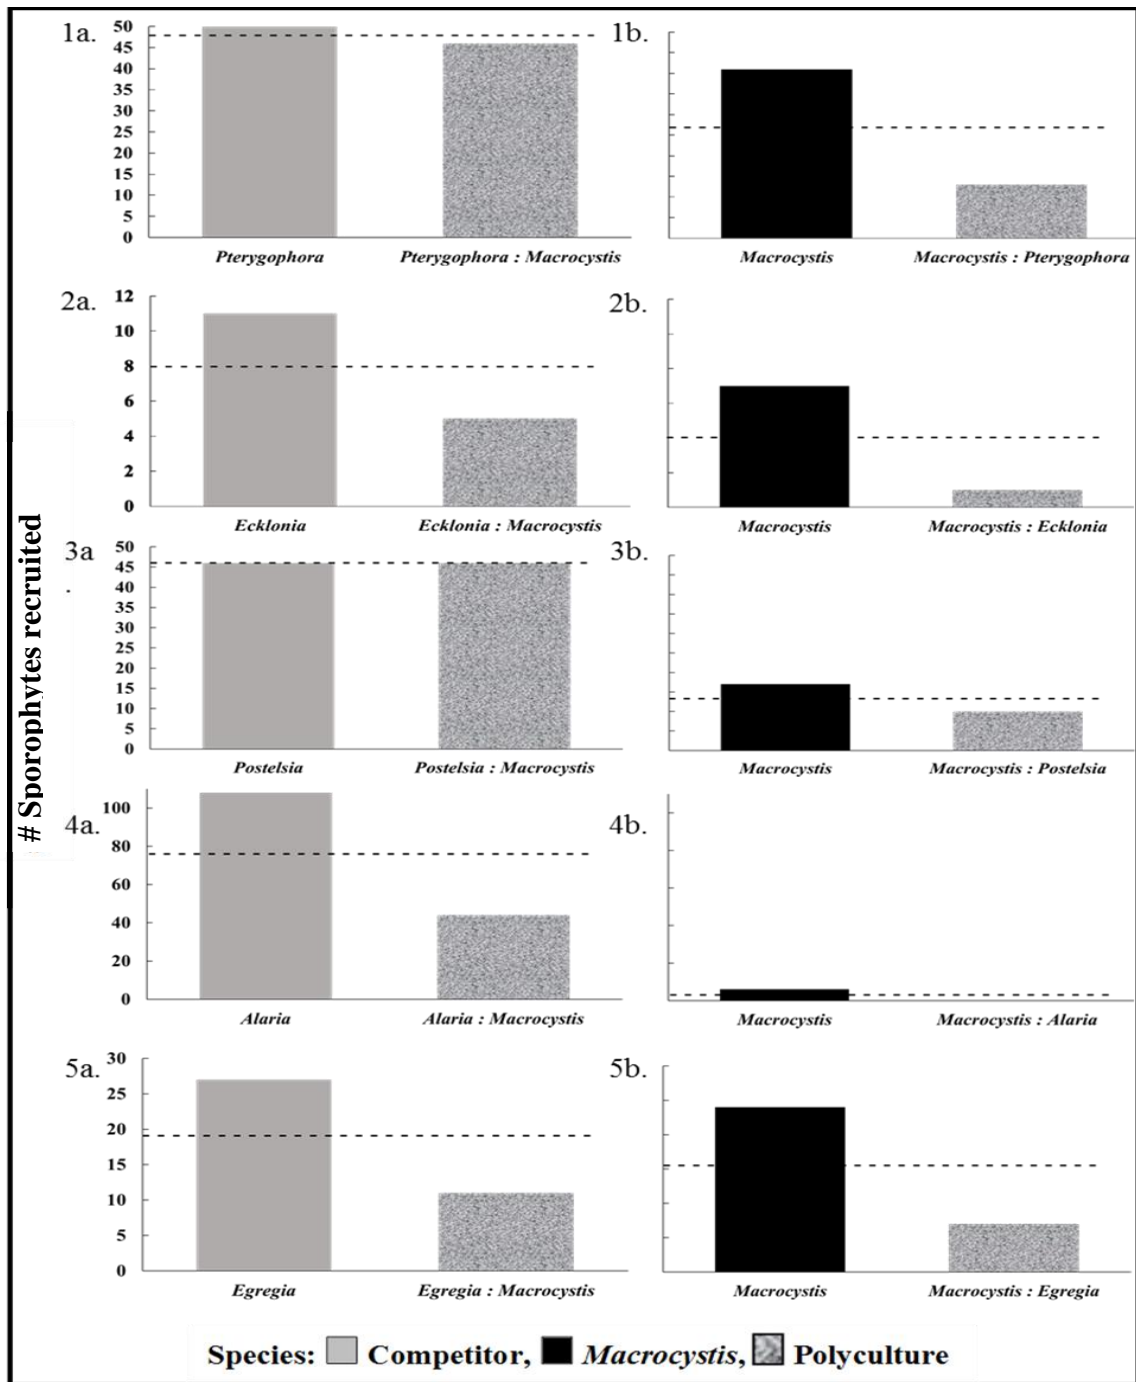 # Sporophytes recruited
1a.
50
45
40
35
30
25
20
15
10
5
0
Pterygophora
Pterygophora : Macrocystis
1b.
Macrocystis
Macrocystis : Pterygophora
2a.
12
10
8
6
4
2
0
Ecklonia
Ecklonia : Macrocystis
2b.
Macrocystis
Macrocystis : Ecklonia
3a
.
50
45
40
35
30
25
20
15
10
5
0
Postelsia
Postelsia : Macrocystis
3b.
Macrocystis
Macrocystis : Postelsia
4a.
100
80
60
40
20
0
Alaria
Alaria : Macrocystis
4b.
Macrocystis
Macrocystis : Alaria
5a.
30
25
20
15
10
5
0
Egregia
Egregia : Macrocystis
5b.
Macrocystis
Macrocystis : Egregia
Species: Competitor, Macrocystis, Polyculture